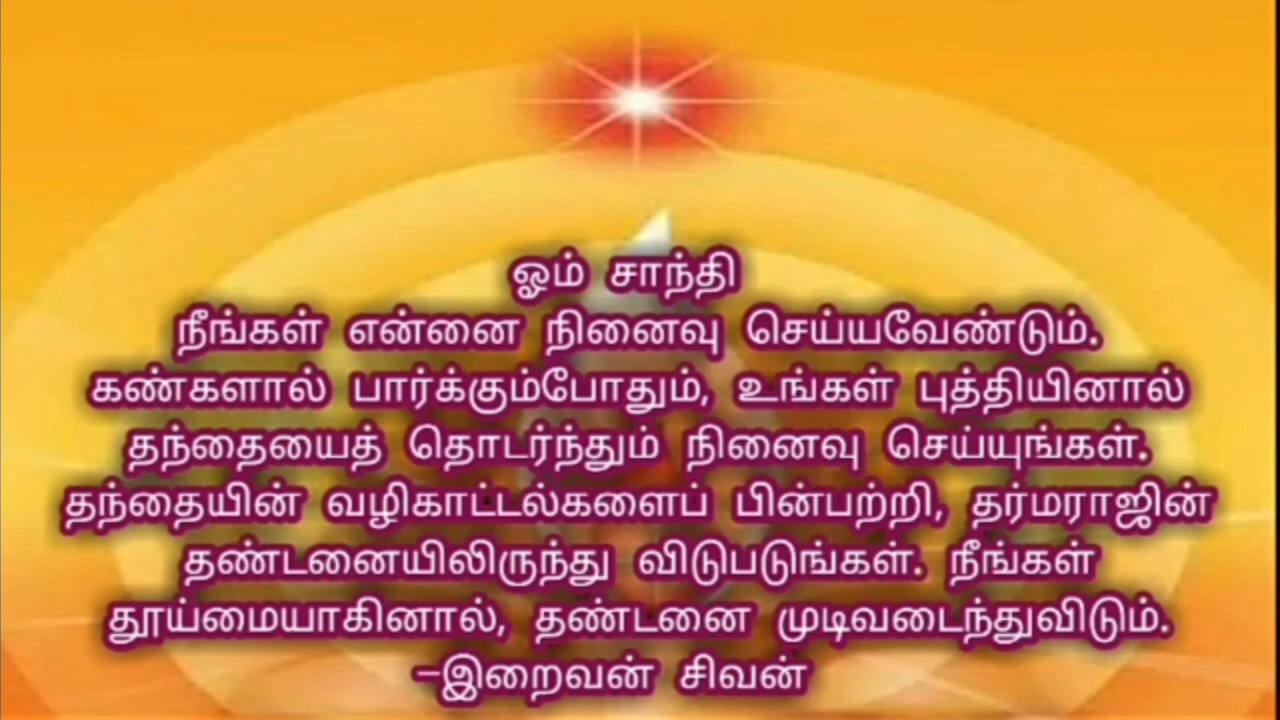 ஓம் சாந்தி
நீங்கள் என்னை நினைவு செய்யவேண்டும்.
கண்களால் பார்க்கும்போதும், உங்கள் புத்தியினால்
தந்தையைத் தொடர்ந்தும் நினைவு செய்யுங்கள்.
தந்தையின் வழிகாட்டல்களைப் பின்பற்றி, தர்மராஜின்
தண்டனையிலிருந்து விடுபடுங்கள். நீங்கள்
தூய்மையாகினால், தண்டனை முடிவடைந்துவிடும்.
–இறைவன் சிவன்